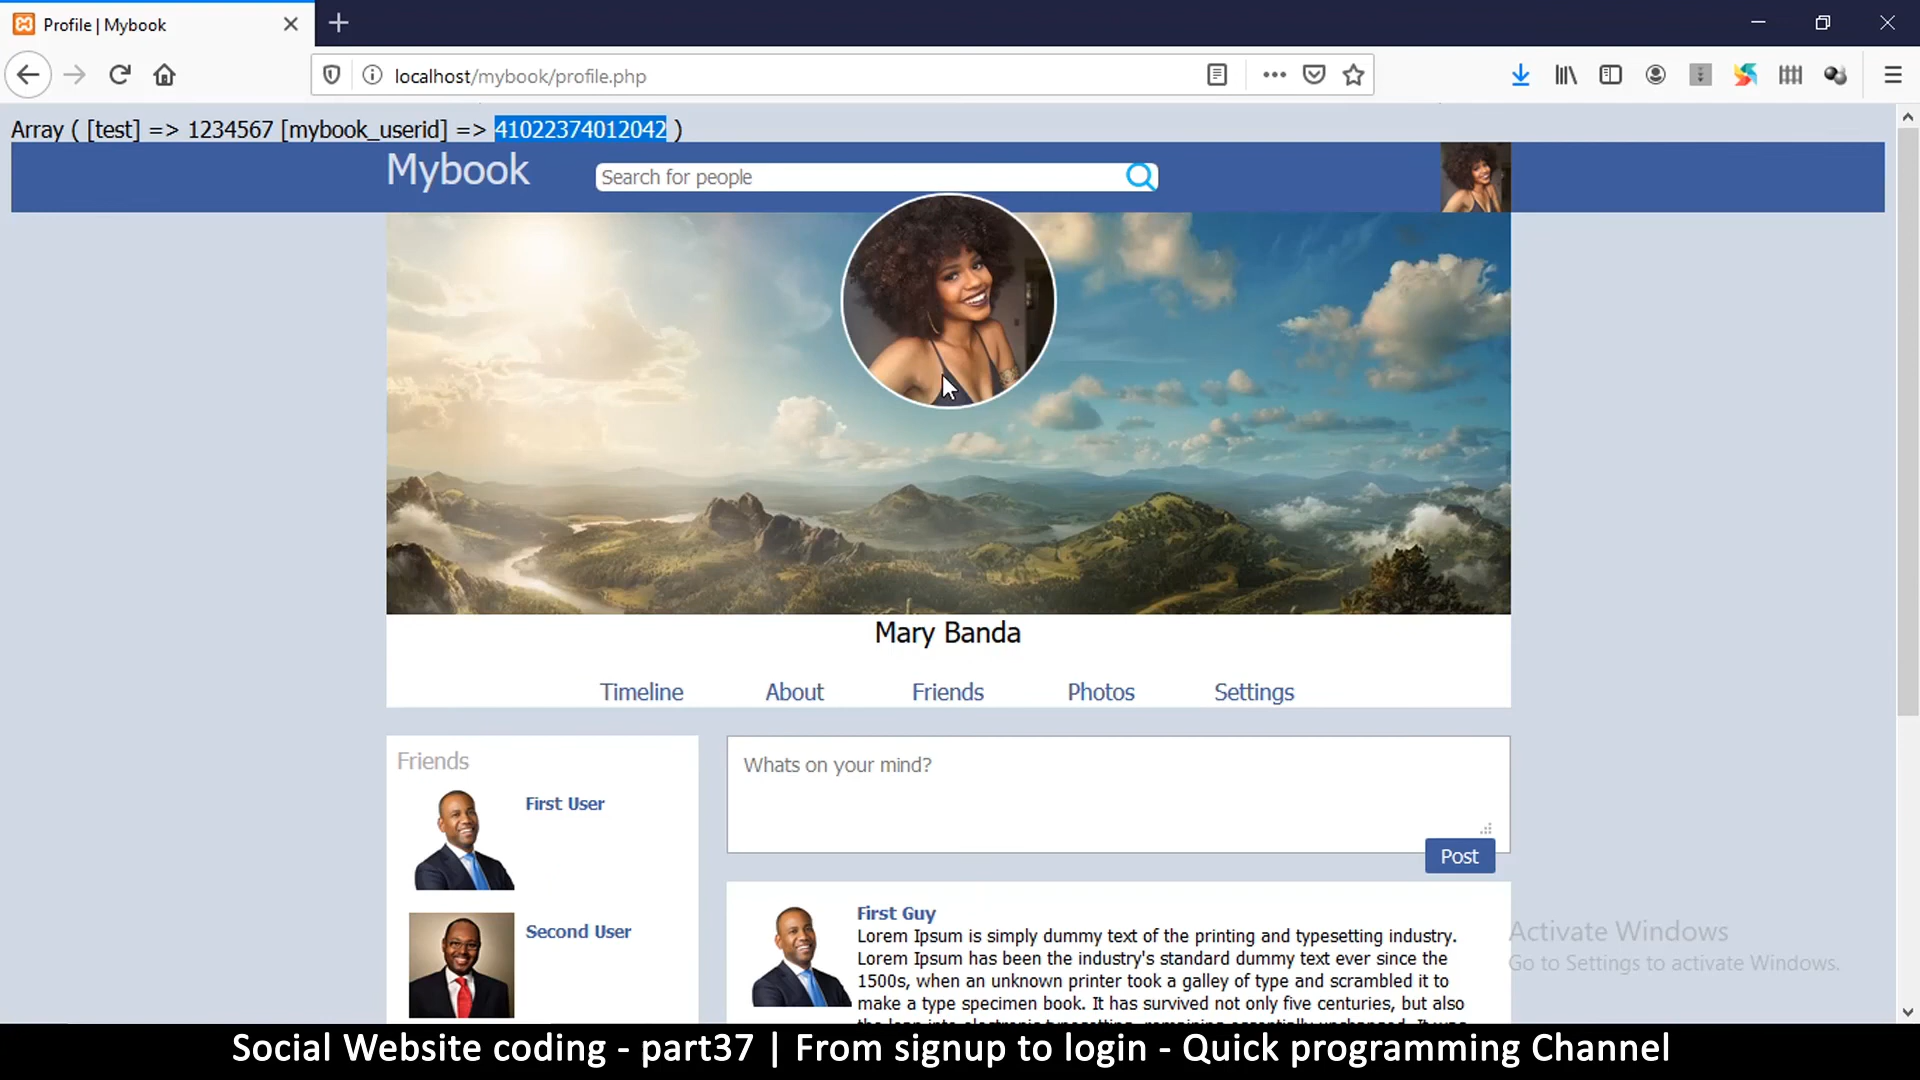 Profile | Mybook
localhost/mybook/profile.php
Array ( [test] => 1234567 [mybook_userid] => 41022374012042 )
Mybook
Search for people
Mary Banda
Timeline About Friends Photos Settings
Friends
First User
Second User
Whats on your mind?
Post
First Guy
Lorem Ipsum is simply dummy text of the printing and typesetting industry.
Lorem Ipsum has been the industry's standard dummy text ever since the
1500s, when an unknown printer took a galley of type and scrambled it to
make a type specimen book. It has survived not only five centuries, but also
Activate Windows
Go to Settings to activate Windows.
Social Website coding - part37 | From signup to login - Quick programming Channel